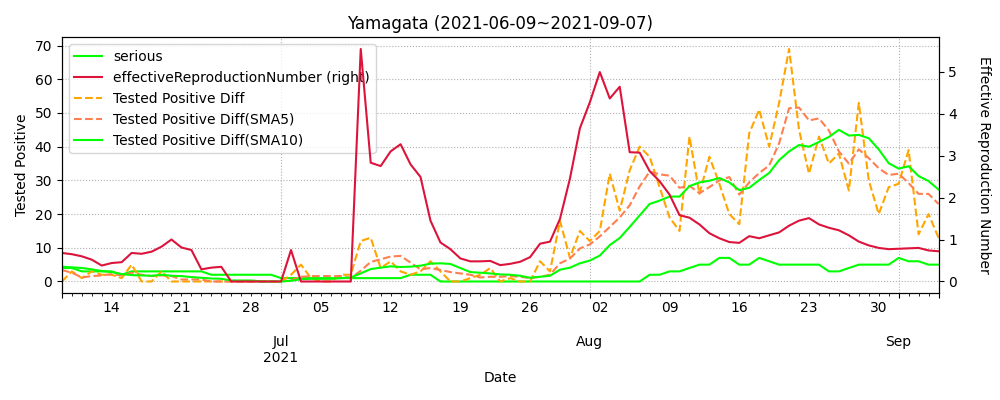 Yamagata (2021-06-09~2021-09-07)
serious
effectiveReproductionNumber (right)
Tested Positive Diff
Tested Positive Diff(SMA5)
Tested Positive Diff(SMA10)
70
60
50
40
30
20
10
0
Tested Positive
5
4
3
2
1
0
Effective Reproduction Number
14 21 28 05 12 19 26 02 09 16 23 30
Jul Aug Sep
2021
Date